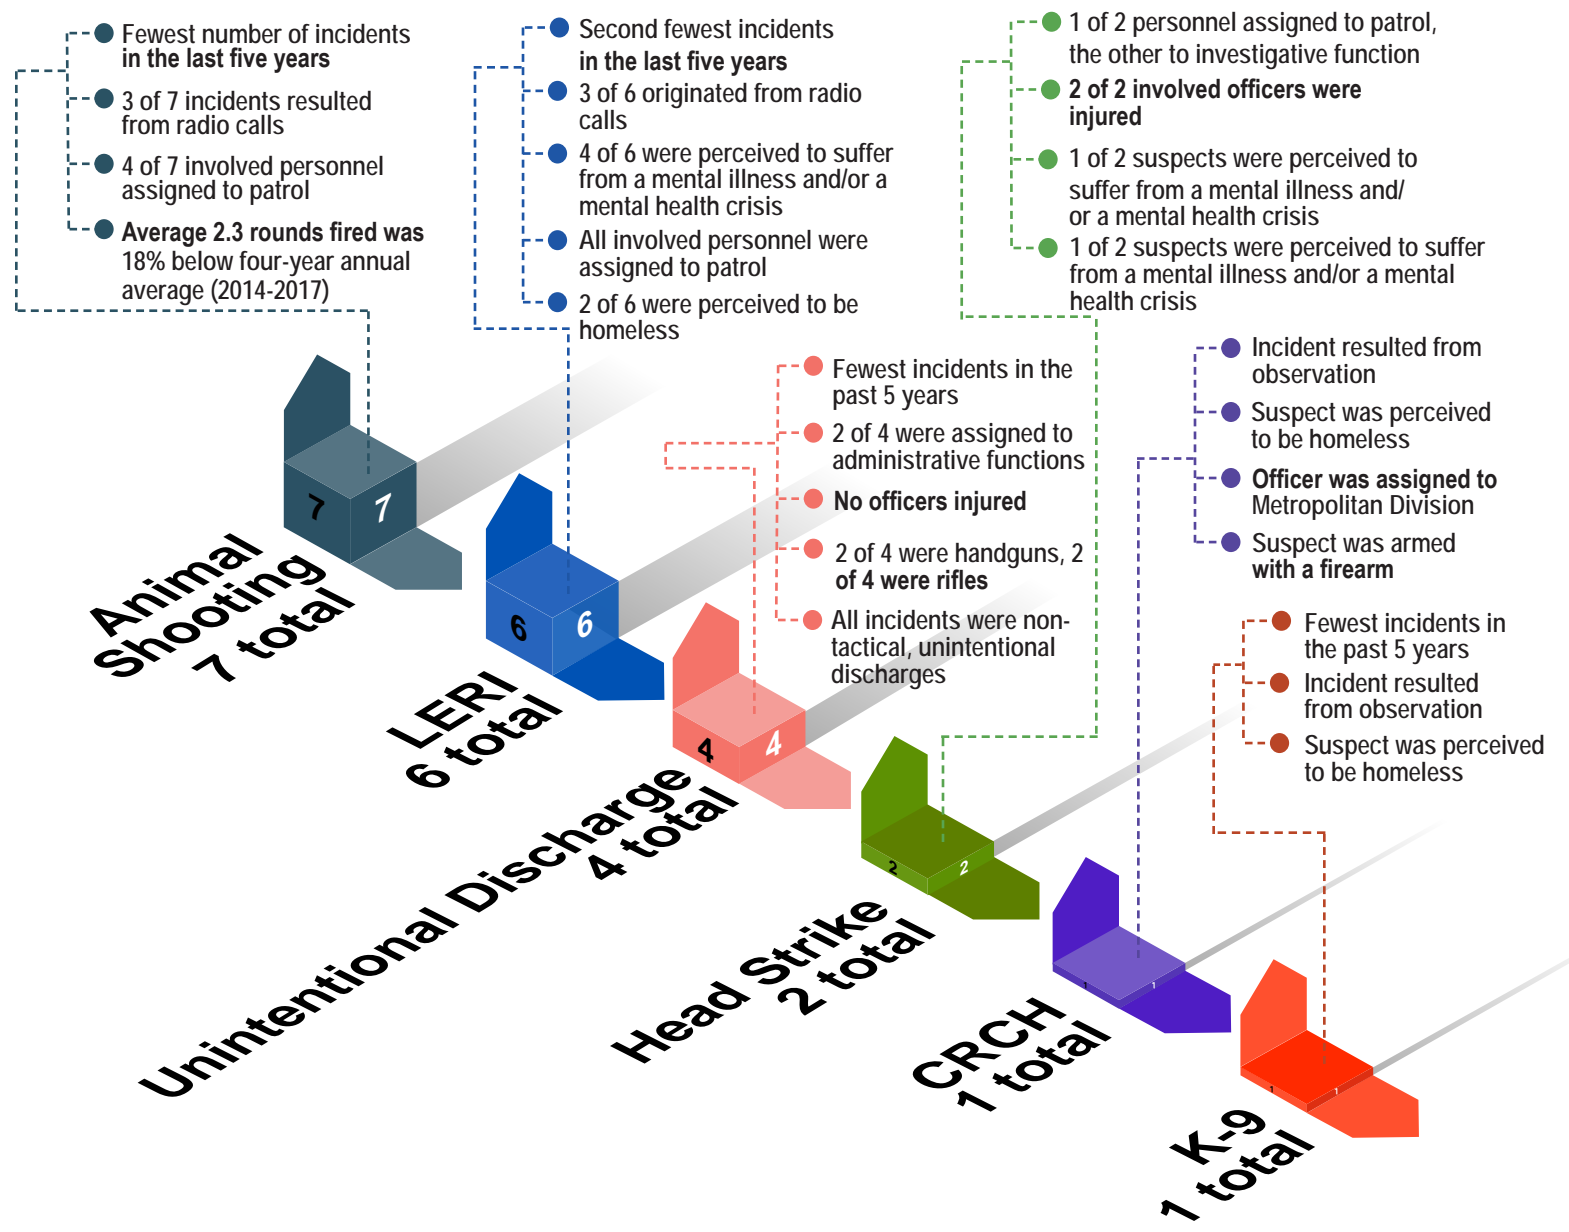 Fewest number of incidents
in the last five years
3 of 7 incidents resulted
from radio calls
4 of 7 involved personnel
assigned to patrol
Average 2.3 rounds fired was
18% below four-year annual
average (2014-2017)
7
7
Animal
Shooting
7 total
Second fewest incidents
in the last five years
3 of 6 originated from radio
calls
4 of 6 were perceived to suffer
from a mental illness and/or a
mental health crisis
All involved personnel were
assigned to patrol
2 of 6 were perceived to be
homeless
6
6
LERI
6 total
Fewest incidents in the
past 5 years
2 of 4 were assigned to
administrative functions
No officers injured
2 of 4 were handguns, 2
of 4 were rifles
All incidents were non-
tactical, unintentional
discharges
4
4
Unintentional Discharge
4 total
1 of 2 personnel assigned to patrol,
the other to investigative function
2 of 2 involved officers were
injured
1 of 2 suspects were perceived to
suffer from a mental illness and/
or a mental health crisis
1 of 2 suspects were perceived to suffer
from a mental illness and/or a mental
health crisis
2
2
Head Strike
2 total
Incident resulted from
observation
Suspect was perceived
to be homeless
Officer was assigned to
Metropolitan Division
Suspect was armed
with a firearm
1
1
CRCH
1 total
Fewest incidents in
the past 5 years
Incident resulted
from observation
Suspect was perceived
to be homeless
1
1
K-9
1 total